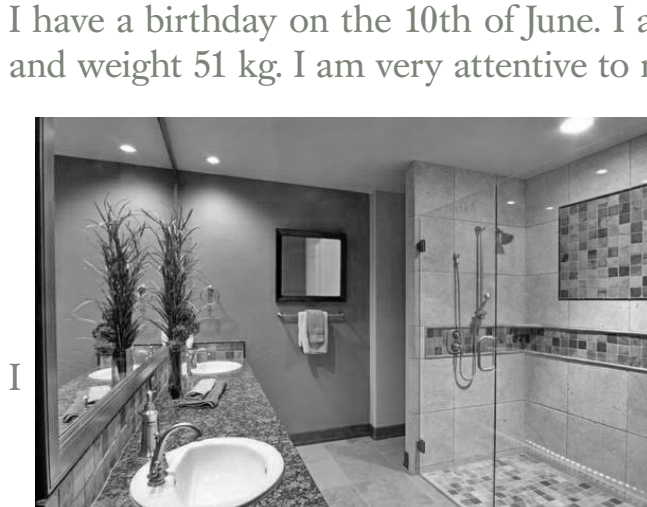 I have a birthday on the 10th of June. I
and weight 51 kg. I am very attentive to
I